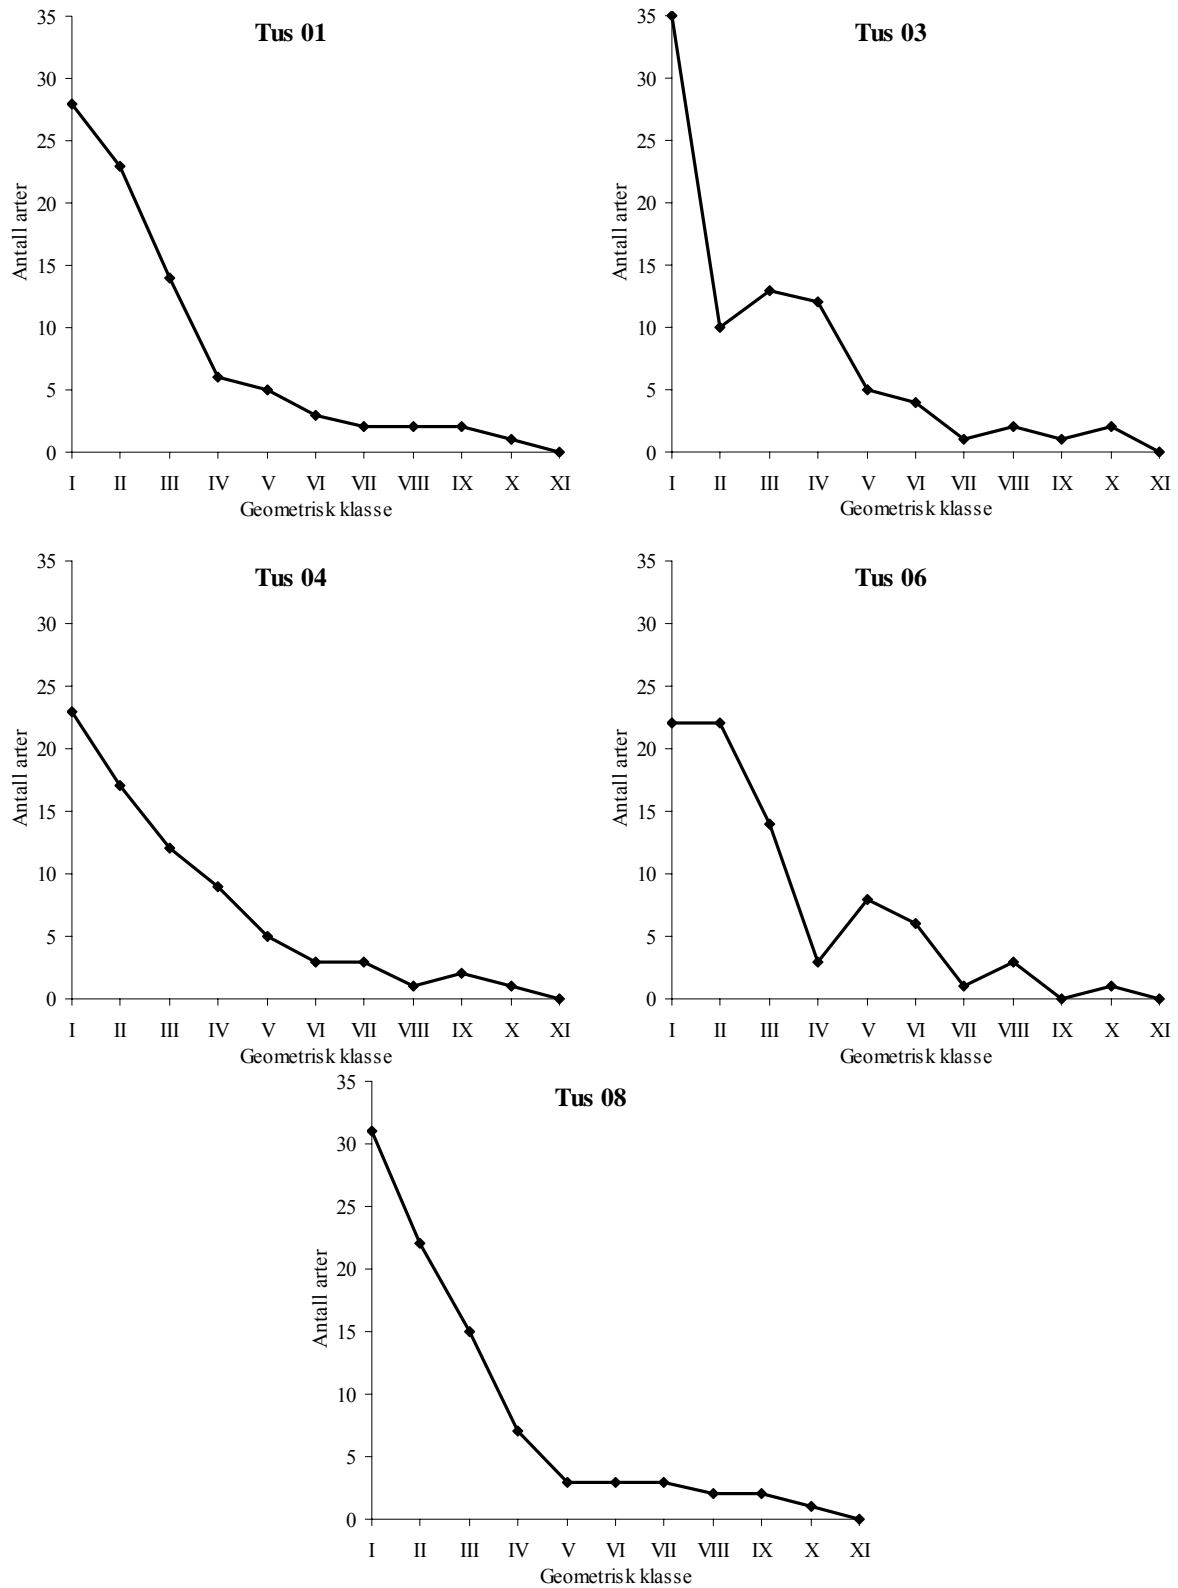 Tus 01
35
30
25
20
15
10
5
0
Antall arter
I II III IV V VI VII VIII IX X XI
Geometrisk klasse
Tus 03
35
30
25
20
15
10
5
0
Antall arter
I II III IV V VI VII VIII IX X XI
Geometrisk klasse
Tus 04
35
30
25
20
15
10
5
0
Antall arter
I II III IV V VI VII VIII IX X XI
Geometrisk klasse
Tus 06
35
30
25
20
15
10
5
0
Antall arter
I II III IV V VI VII VIII IX X XI
Geometrisk klasse
Tus 08
35
30
25
20
15
10
5
0
Antall arter
I II III IV V VI VII VIII IX X XI
Geometrisk klasse